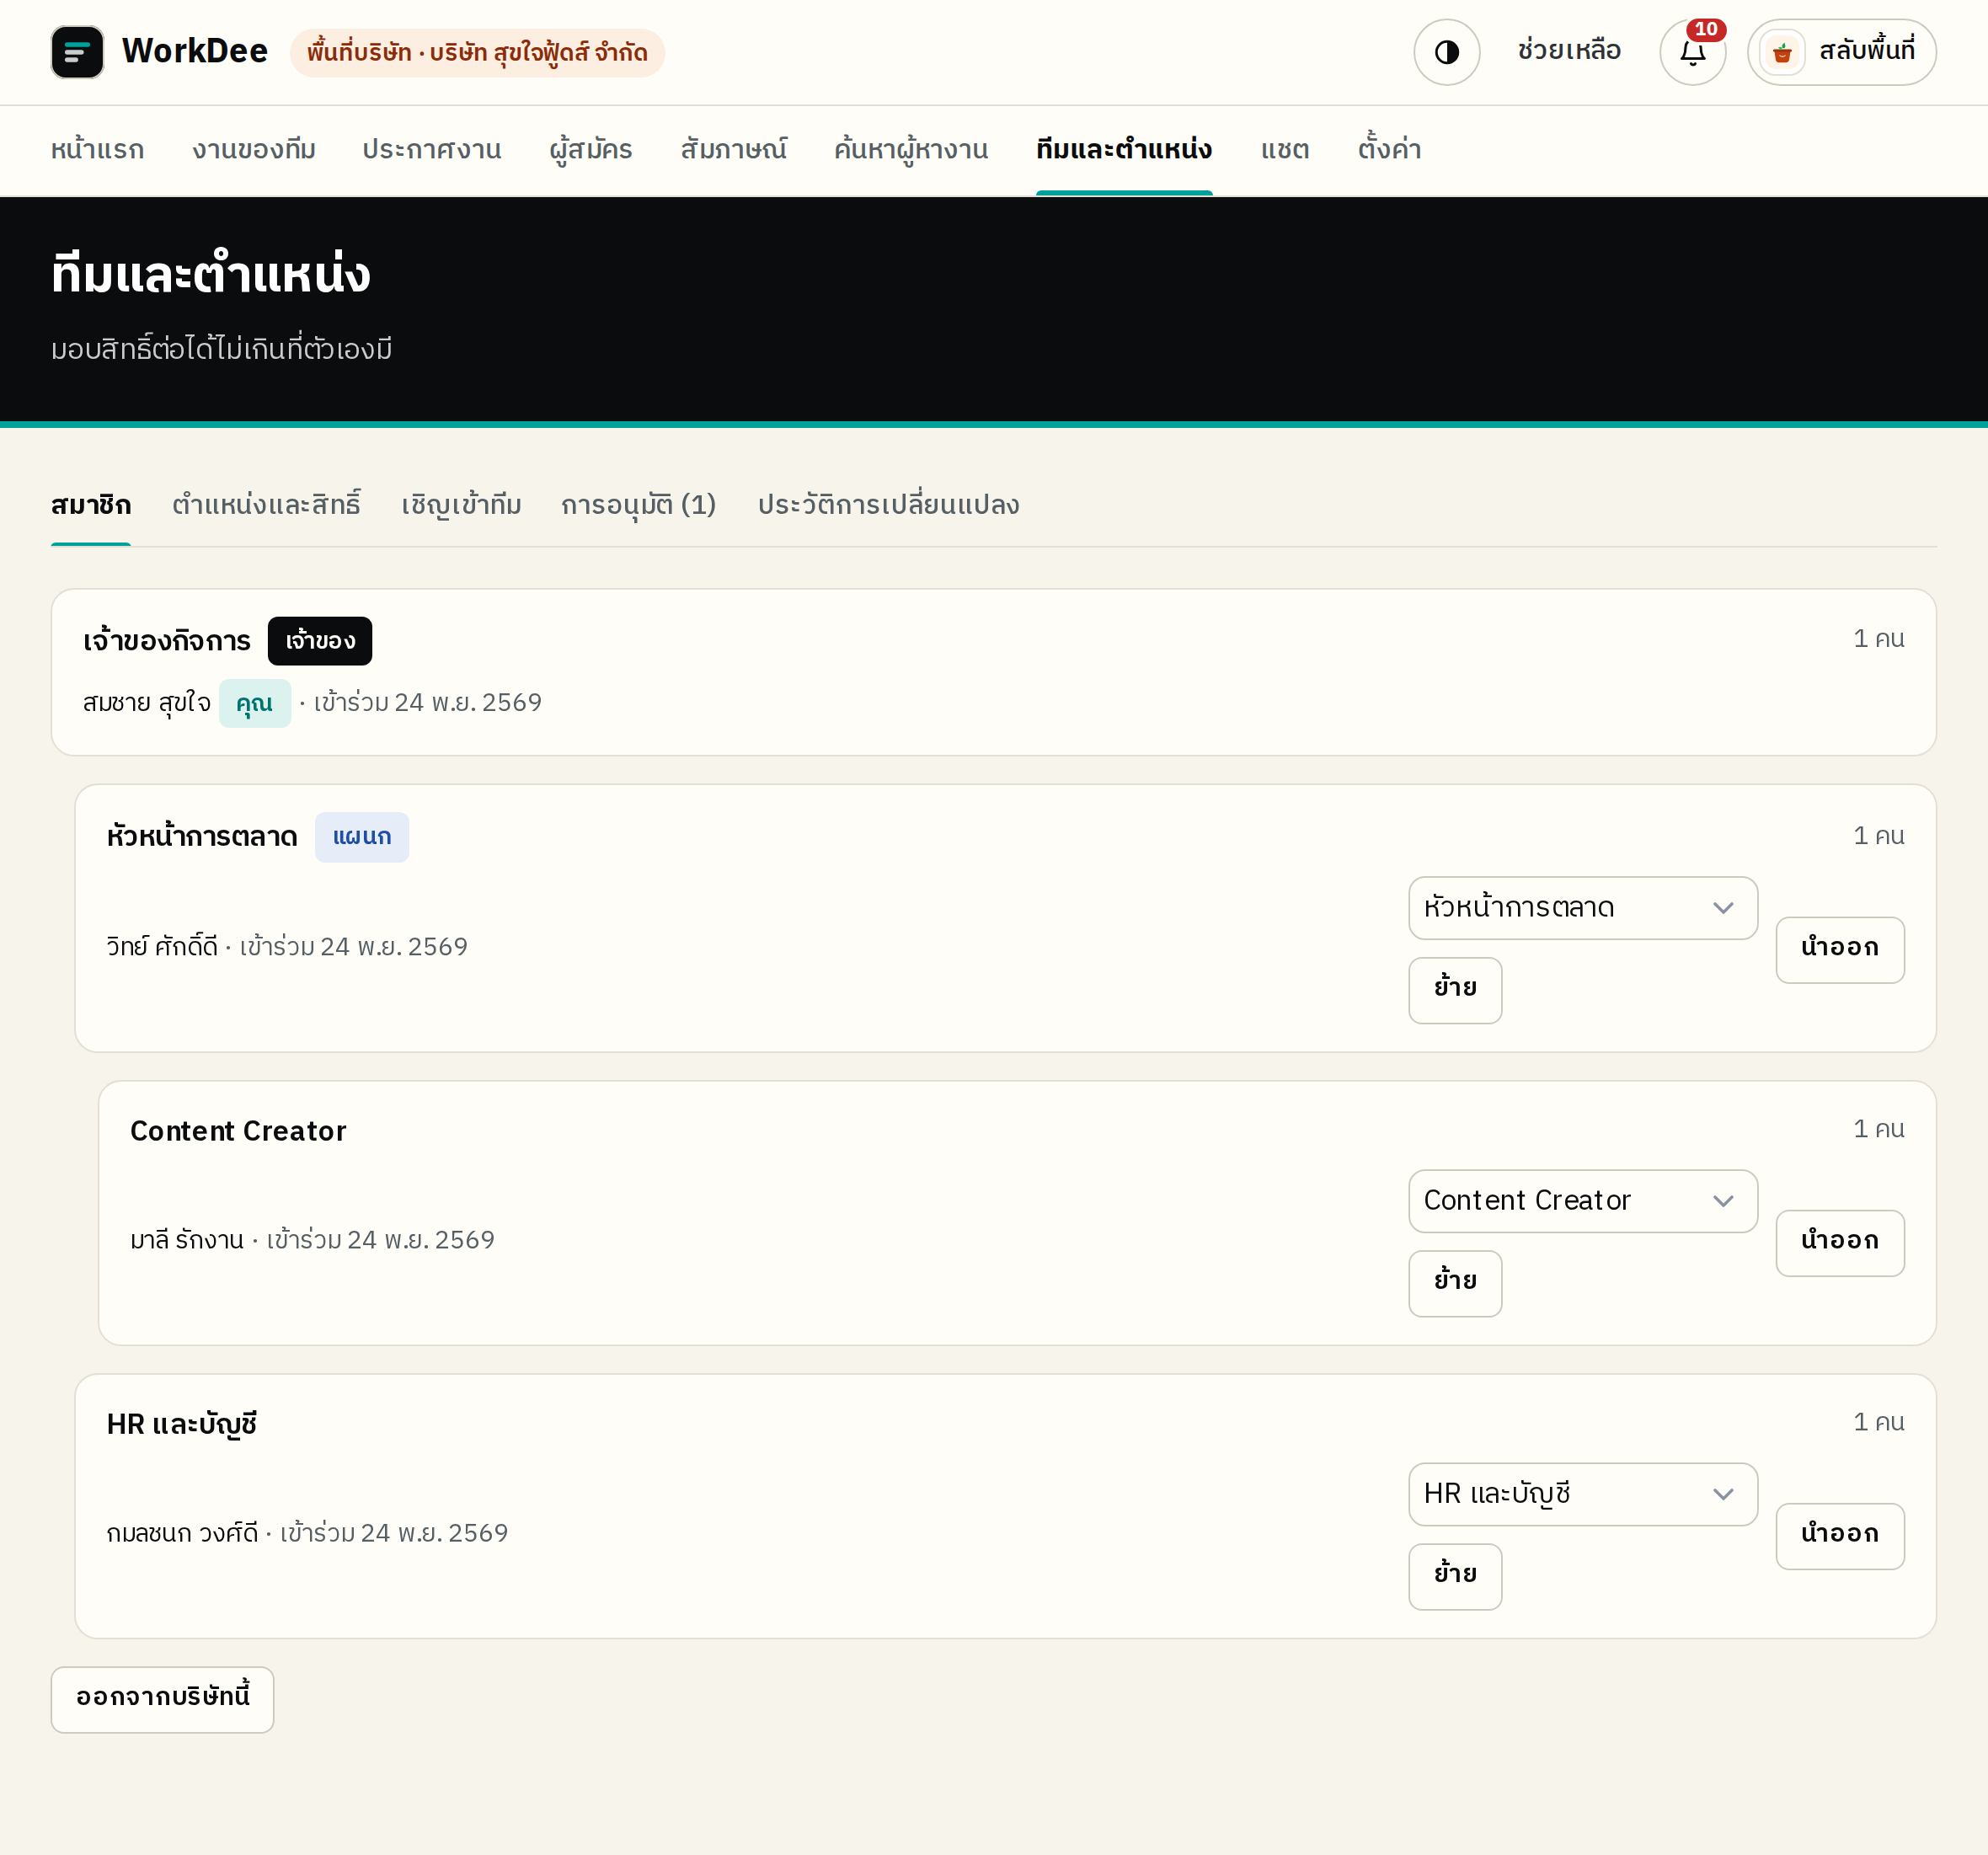 WorkDee พื้นที่บริษัท · บริษัท สุขใจฟู้ดส์ จำกัด ช่วยเหลือ 10 สลับพื้นที่
หน้าแรก งานของทีม ประกาศงาน ผู้สมัคร สัมภาษณ์ ค้นหาผู้หางาน ทีมและตำแหน่ง แชต ตั้งค่า
ทีมและตำแหน่ง
มอบสิทธิ์ต่อได้ไม่เกินที่ตัวเองมี
สมาชิก ตำแหน่งและสิทธิ์ เชิญเข้าทีม การอนุมัติ (1) ประวัติการเปลี่ยนแปลง
เจ้าของกิจการ เจ้าของ 1 คน
สมชาย สุขใจ คุณ · เข้าร่วม 24 พ.ย. 2569
หัวหน้าการตลาด แผนก 1 คน
วิทย์ ศักดิ์ดี · เข้าร่วม 24 พ.ย. 2569 หัวหน้าการตลาด นำออก
ย้าย
Content Creator 1 คน
มาลี รักงาน · เข้าร่วม 24 พ.ย. 2569 Content Creator นำออก
ย้าย
HR และบัญชี 1 คน
กมลชนก วงศ์ดี · เข้าร่วม 24 พ.ย. 2569 HR และบัญชี นำออก
ย้าย
ออกจากบริษัทนี้